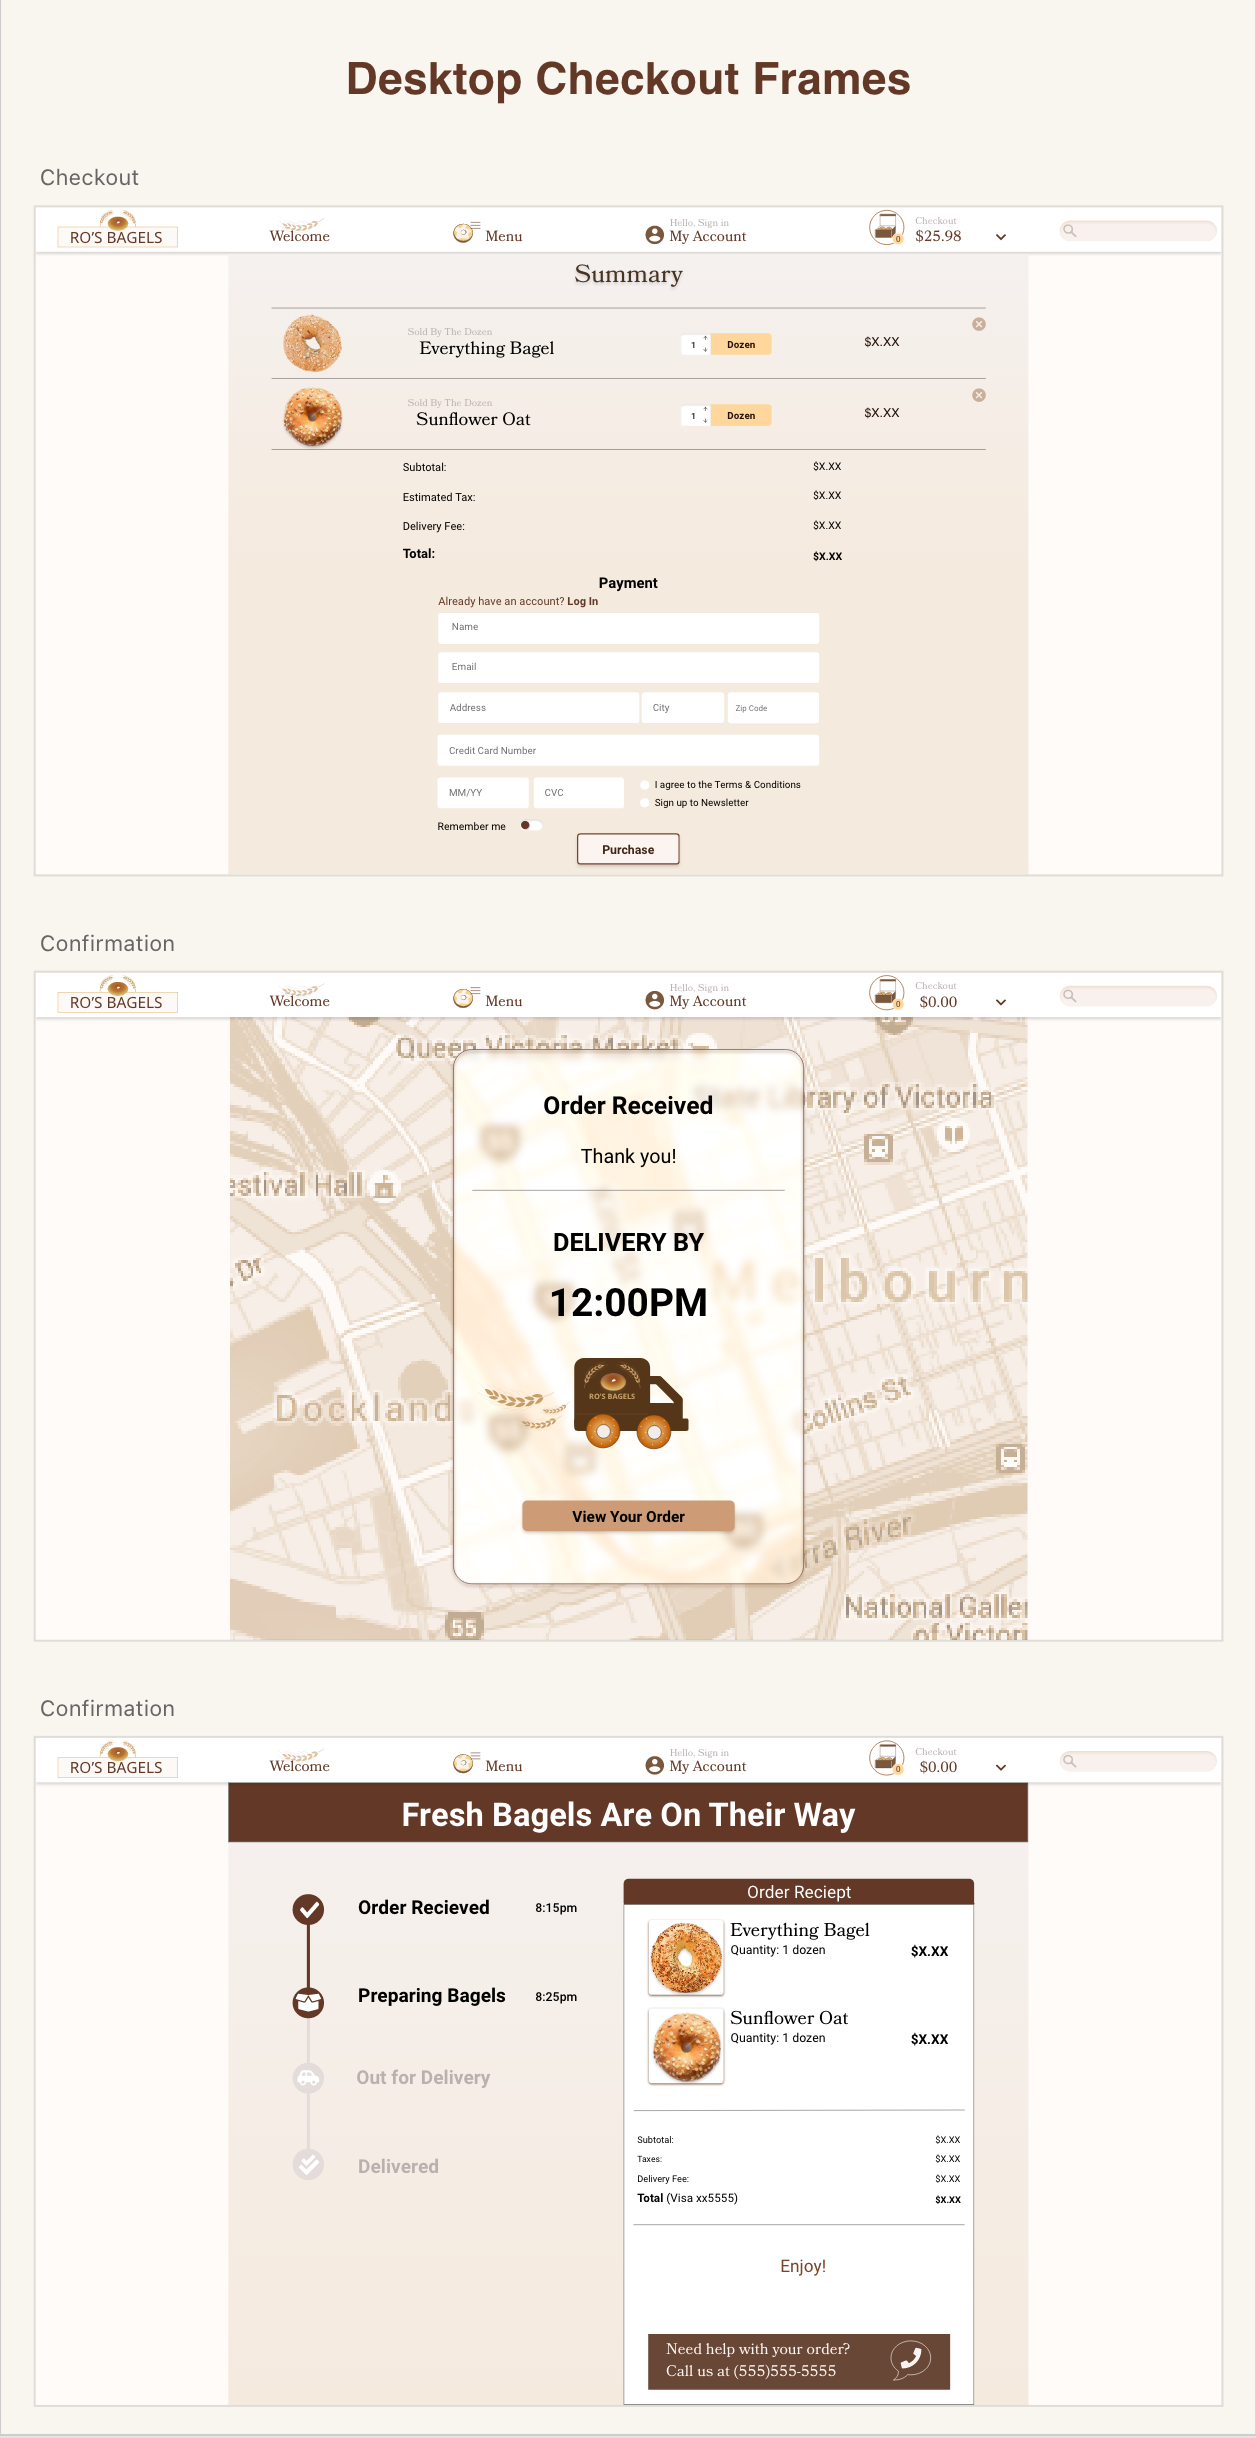 Desktop Checkout Frames
Checkout
RO'S BAGELS
Welcome
Menu
Hello, Sign in
My Account
0
Checkout
$25.98
Summary
Sold By The Dozen
Everything Bagel
1
Dozen
$X.XX
Sold By The Dozen
Sunflower Oat
1
Dozen
$X.XX
Subtotal:
$X.XX
Estimated Tax:
$X.XX
Delivery Fee:
$X.XX
Total:
$X.XX
Payment
Already have an account? Log In
Name
Email
Address
City
Zip Code
Credit Card Number
MM/YY
CVC
I agree to the Terms & Conditions
Sign up to Newsletter
Remember me
Purchase
Confirmation
RO'S BAGELS
Welcome
Menu
Hello, Sign in
My Account
0
Checkout
$0.00
Queen Victoria Market
State Library of Victoria
Order Received
Thank you!
estival Hall
DELIVERY BY
Dr
Melbourn
12:00PM
RO'S BAGELS
Docklands
Collins St
View Your Order
rra River
National Galler
of Victori
55
Confirmation
RO'S BAGELS
Welcome
Menu
Hello, Sign in
My Account
0
Checkout
$0.00
Fresh Bagels Are On Their Way
Order Recieved
8:15pm
Preparing Bagels
8:25pm
Out for Delivery
Delivered
Order Reciept
Everything Bagel
Quantity: 1 dozen
$X.XX
Sunflower Oat
Quantity: 1 dozen
$X.XX
Subtotal:
$X.XX
Taxes:
$X.XX
Delivery Fee:
$X.XX
Total (Visa xx5555)
$X.XX
Enjoy!
Need help with your order?
Call us at (555)555-5555